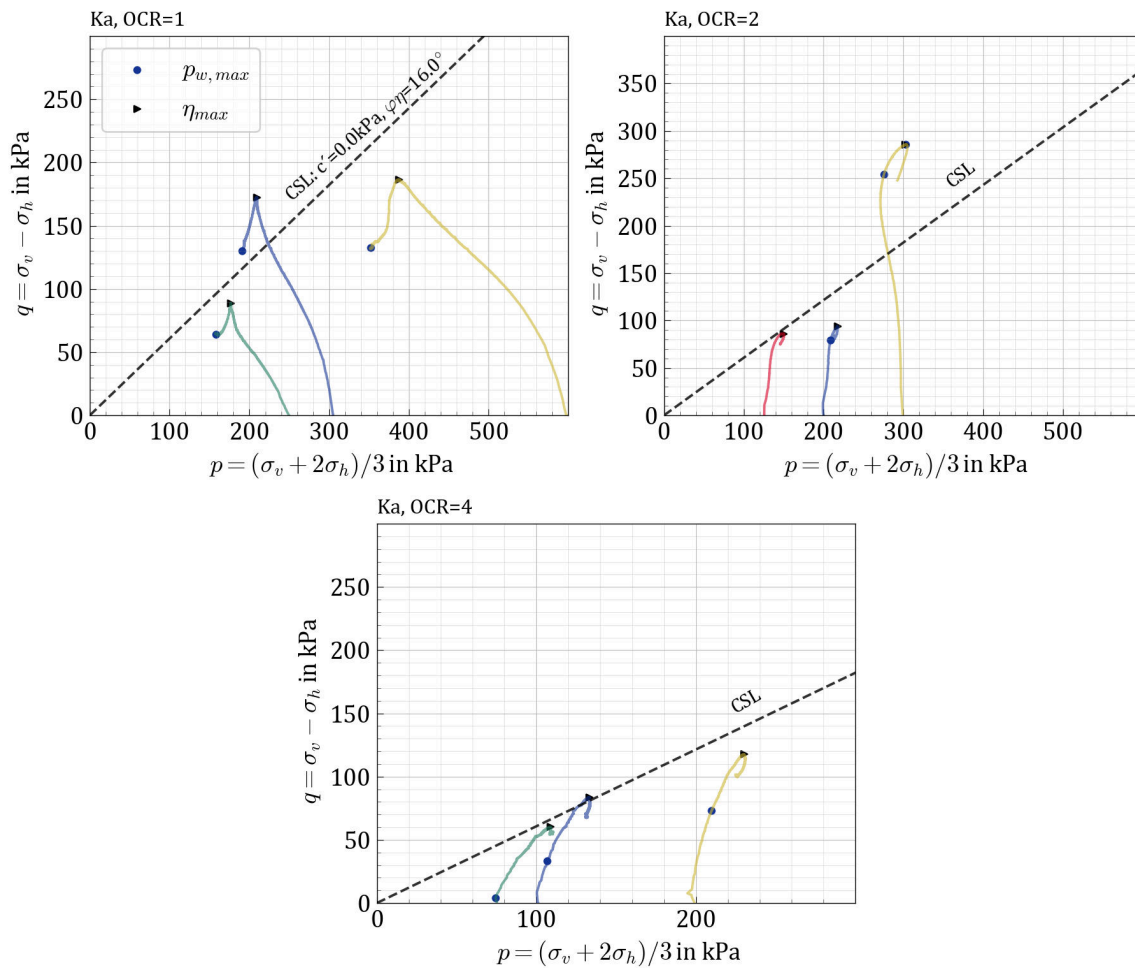 Ka, OCR=1
250
200
150
100
50
0
q = σ_v − σ_h in kPa
p_{w,max}
η_{max}
CSL: c'=0.0kPa, φη=16.0°
0 100 200 300 400 500
p = (σ_v + 2σ_h)/3 in kPa
Ka, OCR=2
350
300
250
200
150
100
50
0
q = σ_v − σ_h in kPa
CSL
0 100 200 300 400 500
p = (σ_v + 2σ_h)/3 in kPa
Ka, OCR=4
250
200
150
100
50
0
q = σ_v − σ_h in kPa
CSL
0 100 200
p = (σ_v + 2σ_h)/3 in kPa